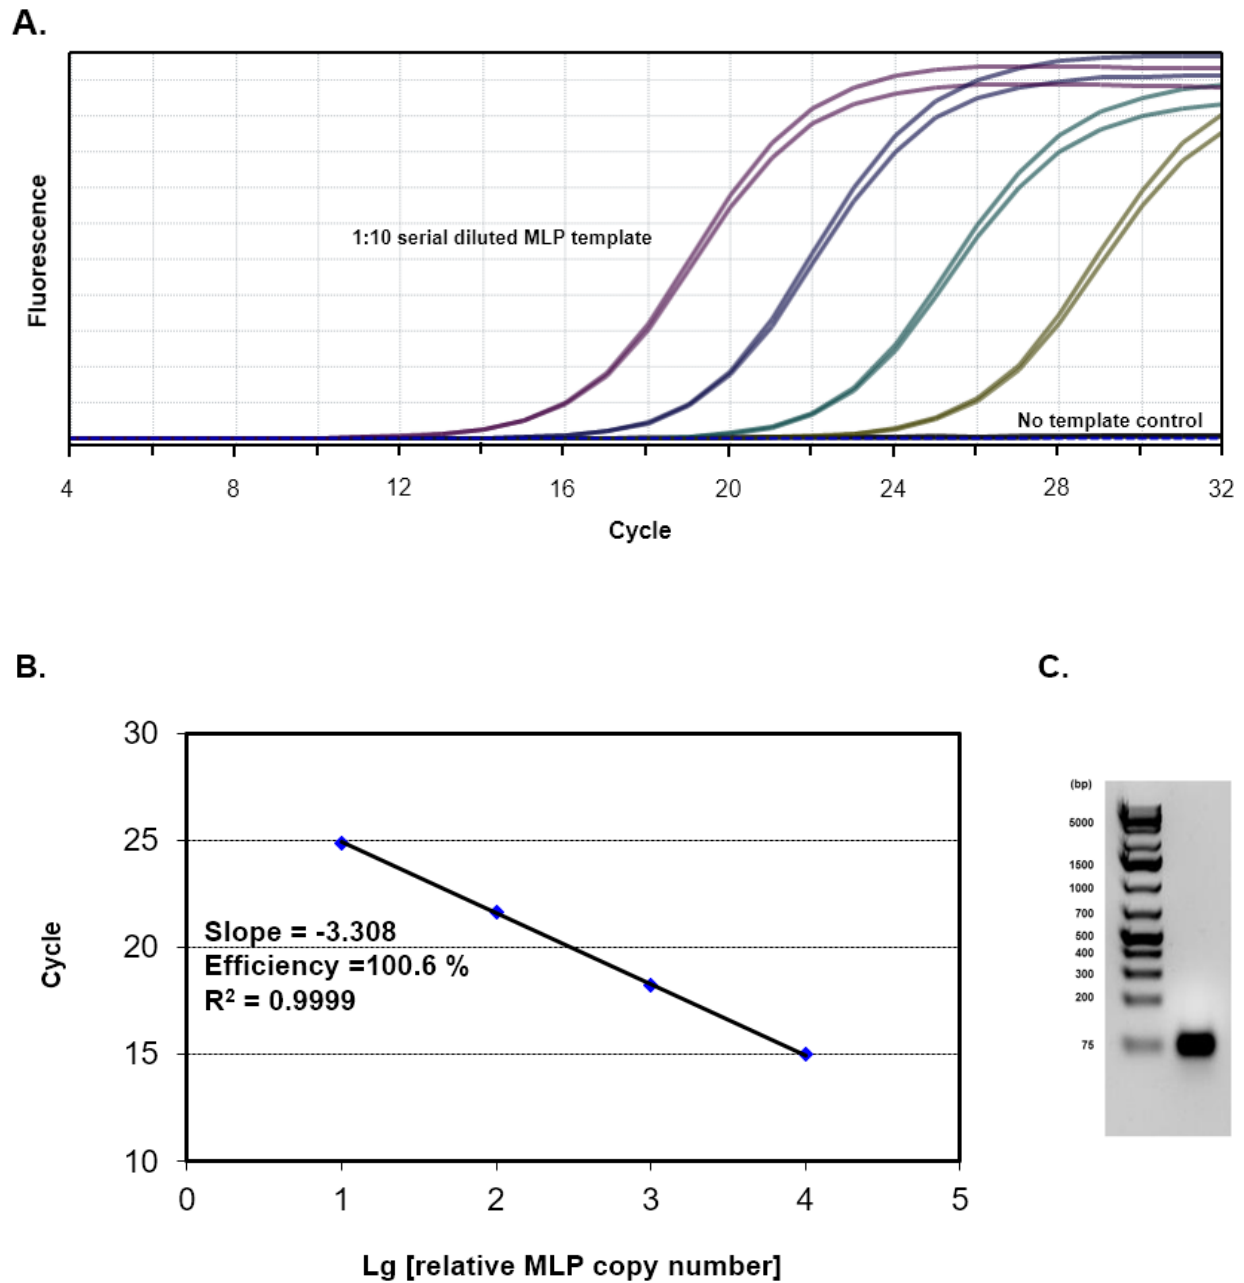 A.
Fluorescence
1:10 serial diluted MLP template
No template control
4 8 12 16 20 24 28 32
Cycle
B.
30
25
20
15
10
Cycle
Slope = -3.308
Efficiency =100.6 %
R² = 0.9999
0 1 2 3 4 5
Lg [relative MLP copy number]
C.
(bp)
5000
1500
1000
700
500
400
300
200
75